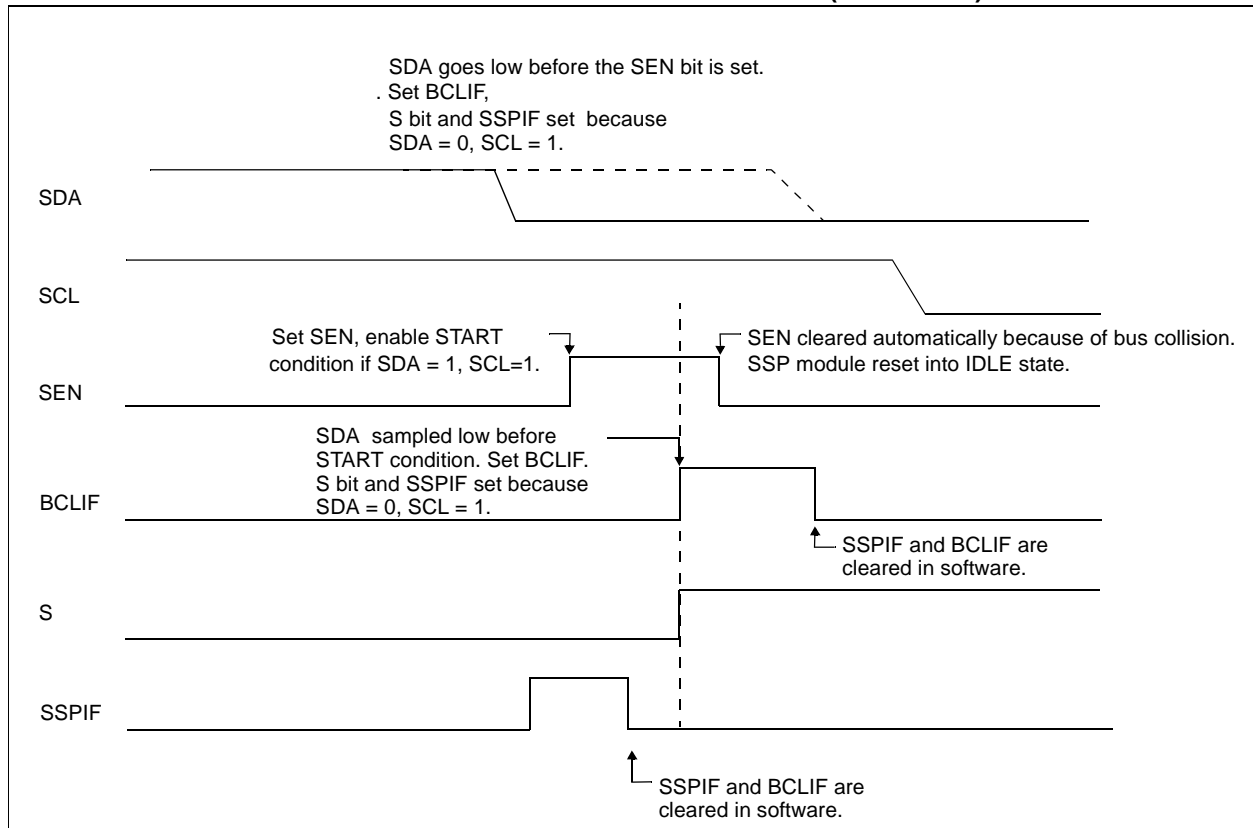 SDA goes low before the SEN bit is set.
. Set BCLIF,
S bit and SSPIF set because
SDA = 0, SCL = 1.
SDA
SCL
Set SEN, enable START
condition if SDA = 1, SCL=1.
SEN cleared automatically because of bus collision.
SSP module reset into IDLE state.
SEN
SDA sampled low before
START condition. Set BCLIF.
S bit and SSPIF set because
SDA = 0, SCL = 1.
BCLIF
SSPIF and BCLIF are
cleared in software.
S
SSPIF
SSPIF and BCLIF are
cleared in software.